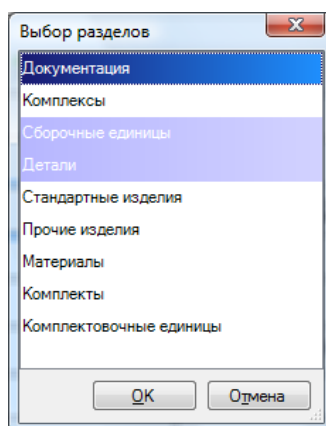 Выбор разделов
Документация
Комплексы
Сборочные единицы
Детали
Стандартные изделия
Прочие изделия
Материалы
Комплекты
Комплектовочные единицы
OK
Отмена